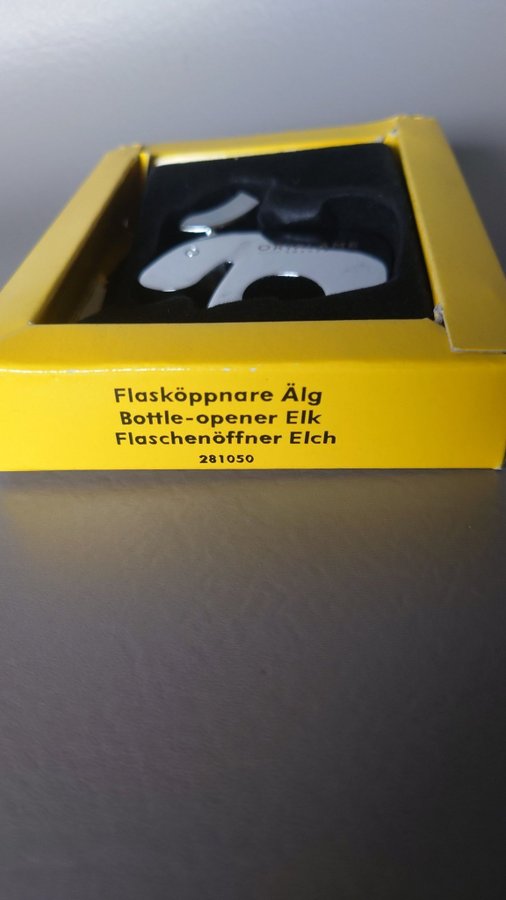 Flasköppnare Älg
Bottle-opener Elk
Flaschenöffner Elch
281050